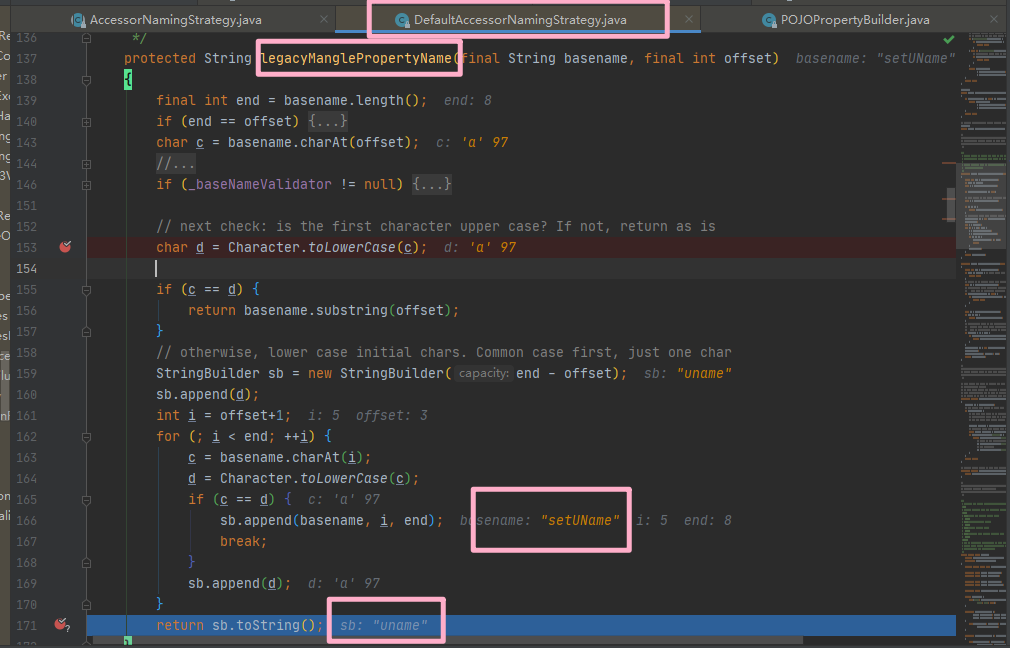 AccessorNamingStrategy.java
DefaultAccessorNamingStrategy.java
POJOPropertyBuilder.java
136 */
137 protected String legacyManglePropertyName(final String basename, final int offset) basename: "setUName"
138 {
139 final int end = basename.length(); end: 8
140 if (end == offset) {...}
143 char c = basename.charAt(offset); c: 'a' 97
144 //...
146 if (_baseNameValidator != null) {...}
151
152 // next check: is the first character upper case? If not, return as is
153 char d = Character.toLowerCase(c); d: 'a' 97
154
155 if (c == d) {
156 return basename.substring(offset);
157 }
158 // otherwise, lower case initial chars. Common case first, just one char
159 StringBuilder sb = new StringBuilder( capacity: end - offset); sb: "uname"
160 sb.append(d);
161 int i = offset+1; i: 5 offset: 3
162 for (; i < end; ++i) {
163 c = basename.charAt(i);
164 d = Character.toLowerCase(c);
165 if (c == d) { c: 'a' 97
166 sb.append(basename, i, end); basename: "setUName" i: 5 end: 8
167 break;
168 }
169 sb.append(d); d: 'a' 97
170 }
171 return sb.toString(); sb: "uname"
}